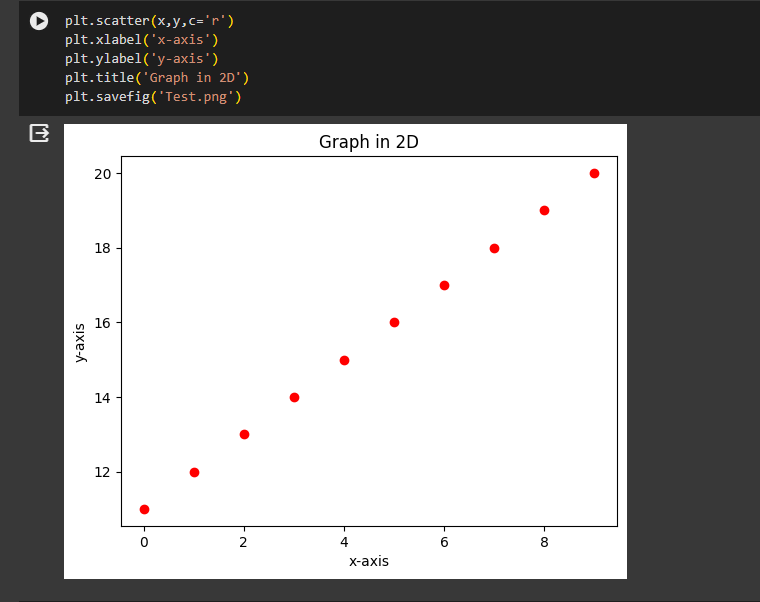 plt.scatter(x,y,c='r')
plt.xlabel('x-axis')
plt.ylabel('y-axis')
plt.title('Graph in 2D')
plt.savefig('Test.png')
Graph in 2D
20
18
16
14
12
y-axis
0 2 4 6 8
x-axis